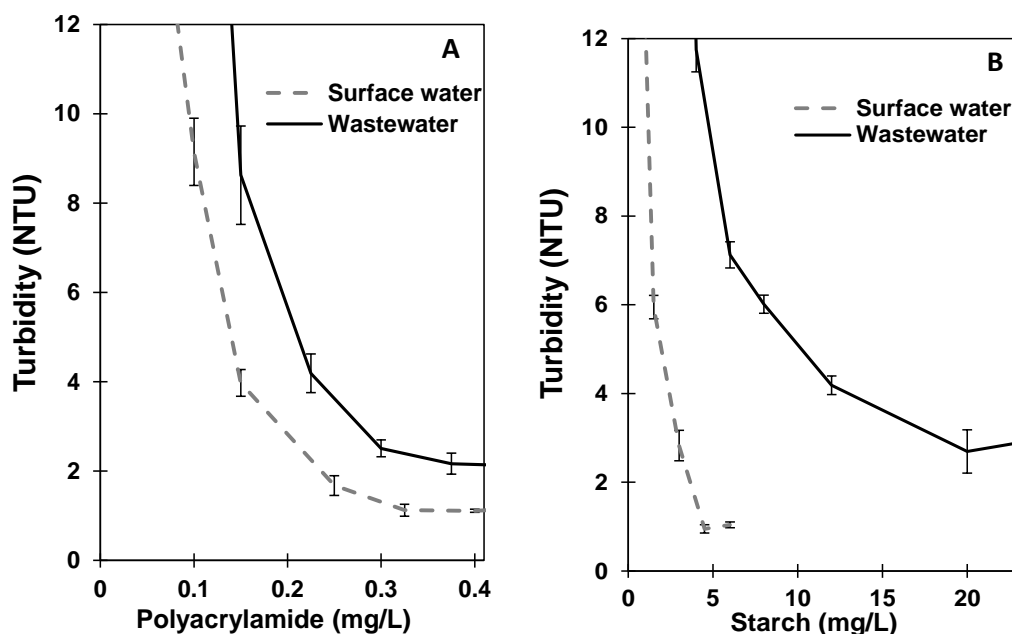 A
12
10
8
6
4
2
0
Turbidity (NTU)
Surface water
Wastewater
0
0.1
0.2
0.3
0.4
Polyacrylamide (mg/L)
B
12
10
8
6
4
2
0
Turbidity (NTU)
Surface water
Wastewater
0
5
10
15
20
Starch (mg/L)